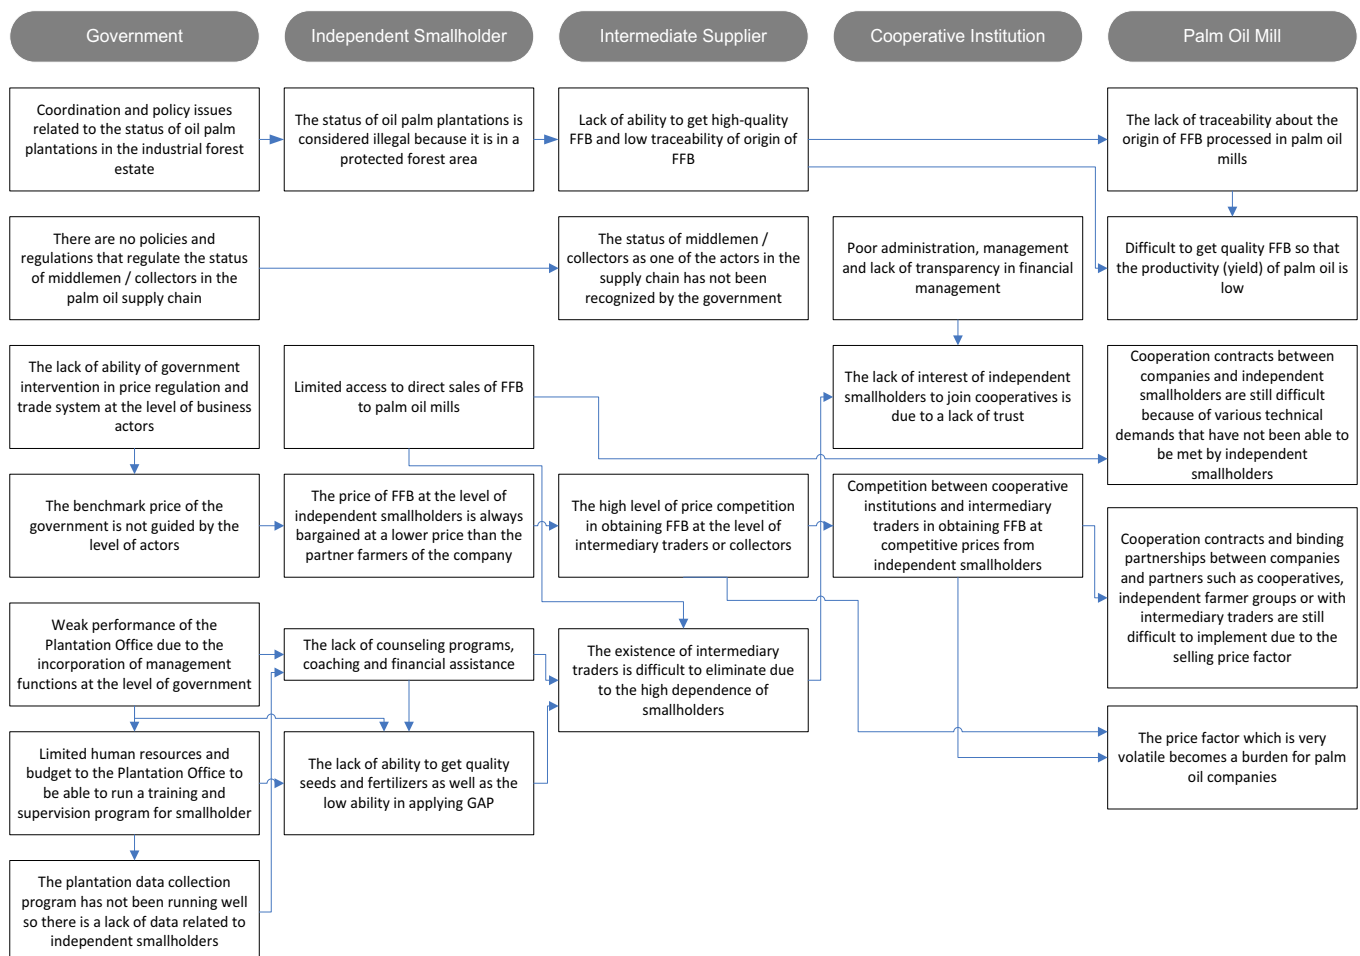 Government
Independent Smallholder
Intermediate Supplier
Cooperative Institution
Palm Oil Mill
Coordination and policy issues
related to the status of oil palm
plantations in the industrial forest
estate
The status of oil palm plantations is
considered illegal because it is in a
protected forest area
Lack of ability to get high-quality
FFB and low traceability of origin of
FFB
The lack of traceability about the
origin of FFB processed in palm oil
mills
There are no policies and
regulations that regulate the status
of middlemen / collectors in the
palm oil supply chain
The status of middlemen /
collectors as one of the actors in the
supply chain has not been
recognized by the government
Poor administration, management
and lack of transparency in financial
management
Difficult to get quality FFB so that
the productivity (yield) of palm oil is
low
The lack of ability of government
intervention in price regulation and
trade system at the level of business
actors
Limited access to direct sales of FFB
to palm oil mills
The lack of interest of independent
smallholders to join cooperatives is
due to a lack of trust
Cooperation contracts between
companies and independent
smallholders are still difficult
because of various technical
demands that have not been able to
be met by independent
smallholders
The benchmark price of the
government is not guided by the
level of actors
The price of FFB at the level of
independent smallholders is always
bargained at a lower price than the
partner farmers of the company
The high level of price competition
in obtaining FFB at the level of
intermediary traders or collectors
Competition between cooperative
institutions and intermediary
traders in obtaining FFB at
competitive prices from
independent smallholders
Cooperation contracts and binding
partnerships between companies
and partners such as cooperatives,
independent farmer groups or with
intermediary traders are still
difficult to implement due to the
selling price factor
Weak performance of the
Plantation Office due to the
incorporation of management
functions at the level of government
The lack of counseling programs,
coaching and financial assistance
The existence of intermediary
traders is difficult to eliminate due
to the high dependence of
smallholders
Limited human resources and
budget to the Plantation Office to
be able to run a training and
supervision program for smallholder
The lack of ability to get quality
seeds and fertilizers as well as the
low ability in applying GAP
The price factor which is very
volatile becomes a burden for palm
oil companies
The plantation data collection
program has not been running well
so there is a lack of data related to
independent smallholders